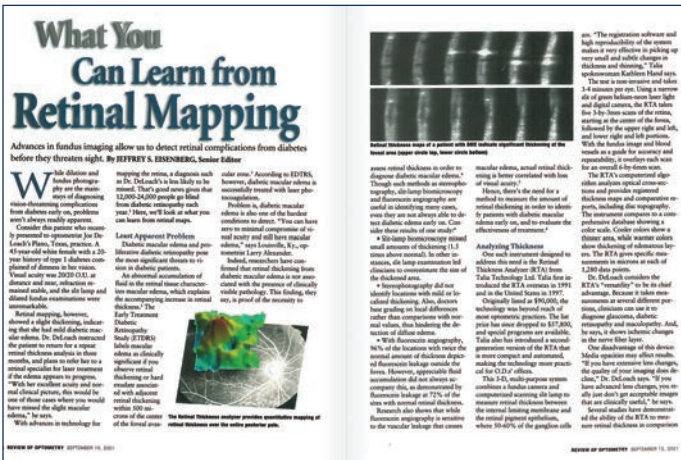 What You
Can Learn from
Retinal Mapping
Advances in fundus imaging allow us to detect retinal complications from diabetes
before they threaten sight. By JEFFREY S. EISENBERG, Senior Editor
While dilation and
fundus photogra-
phy are the main-
stays of diagnosing
vision-threatening complications
from diabetes early on, problems
aren't always readily apparent.
Consider this patient who recent-
ly presented to optometrist Joe De-
Loach's Plano, Texas, practice. A
45-year-old white female with a 20-
year history of type 1 diabetes com-
plained of dimness in her vision.
Visual acuity was 20/20 O.U. at
distance and near, refraction re-
mained stable, and the slit lamp and
dilated fundus examinations were
unremarkable.
Retinal mapping, however,
showed a slight thickening, indicat-
ing that she had mild diabetic mac-
ular edema. Dr. DeLoach instructed
the patient to return for a repeat
retinal thickness analysis in three
months, and plans to refer her to a
retinal specialist for laser treatment
if the edema appears to progress.
"With her excellent acuity and nor-
mal clinical picture, this would be
one of those cases where you would
have missed the slight macular
edema," he says.
With advances in technology for
mapping the retina, a diagnosis such
as Dr. DeLoach's is less likely to be
missed. That's good news given that
12,000-24,000 people go blind
from diabetic retinopathy each
year. Here, we'll look at what you
can learn from retinal maps.
Least Apparent Problem
Diabetic macular edema and pro-
liferative diabetic retinopathy pose
the most significant threats to vi-
sion in diabetic patients.
An abnormal accumulation of
fluid in the retinal tissue character-
izes macular edema, which explains
the accompanying increase in retinal
thickness. The
Early Treatment
Diabetic
Retinopathy
Study (ETDRS)
labels macular
edema as clinically
significant if you
observe retinal
thickening or hard
exudate associat-
ed with adjacent
retinal thickening
within 500 mi-
crons of the center
of the foveal avas-
cular zone. According to EDTRS,
however, diabetic macular edema is
successfully treated with laser pho-
tocoagulation.
Problem is, diabetic macular
edema is also one of the hardest
conditions to detect. "You can have
zero to minimal compromise of vi-
sual acuity and still have macular
edema," says Louisville, Ky., op-
tometrist Larry Alexander.
Indeed, researchers have con-
firmed that retinal thickening from
diabetic macular edema is not asso-
ciated with the presence of clinically
visible pathology. This finding, they
say, is proof of the necessity to
The Retinal Thickness analyzer provides quantitative mapping of
retinal thickness over the entire posterior pole.
REVIEW OF OPTOMETRY SEPTEMBER 15, 2001
Retinal thickness maps of a patient with DME indicate significant thickening of the
foveal area (upper circle top, lower circle bottom)
assess retinal thickness in order to
diagnose diabetic macular edema.
Though such methods as stereopho-
tography, slit-lamp biomicroscopy
and fluorescein angiography are
useful in identifying many cases,
even they are not always able to de-
tect diabetic edema early on. Con-
sider these results of one study:
• Slit-lamp biomicroscopy missed
small amounts of thickening (1.5
times above normal). In other in-
stances, slit lamp examination led
clinicians to overestimate the size of
the thickened area.
• Stereophotography did not
identify locations with mild or lo-
calized thickening. Also, doctors
base grading on local differences
rather than comparisons with nor-
mal values, thus hindering the de-
tection of diffuse edema.
• With fluorescein angiography,
96% of the locations with twice the
normal amount of thickness depict-
ed fluorescein leakage outside the
fovea. However, appreciable fluid
accumulation did not always ac-
company this, as demonstrated by
fluorescein leakage at 72% of the
sites with normal retinal thickness.
Research also shows that while
fluorescein angiography is sensitive
to the vascular leakage that causes
macular edema, actual retinal thick-
ening is better correlated with loss
of visual acuity.
Hence, there's the need for a
method to measure the amount of
retinal thickening in order to identi-
fy patients with diabetic macular
edema early on, and to evaluate the
effectiveness of treatment.
Analyzing Thickness
One such instrument designed to
address this need is the Retinal
Thickness Analyzer (RTA) from
Talia Technology Ltd. Talia first in-
troduced the RTA overseas in 1991
and in the United States in 1997.
Originally listed at $90,000, the
technology was beyond reach of
most optometric practices. The list
price has since dropped to $57,800,
and special programs are available.
Talia also has introduced a second-
generation version of the RTA that
is more compact and automated,
making the technology more practi-
cal for O.D.s' offices.
This 3-D, multi-purpose system
combines a fundus camera and
computerized scanning slit lamp to
measure retinal thickness between
the internal limiting membrane and
the retinal pigment epithelium,
where 50-60% of the ganglion cells
are. "The registration software and
high reproducibility of the system
makes it very effective in picking up
very small and subtle changes in
thickness and thinning," Talia
spokeswoman Kathleen Hand says.
The test is non-invasive and takes
3-4 minutes per eye. Using a narrow
slit of green helium-neon laser light
and digital camera, the RTA takes
five 3-by-3mm scans of the retina,
starting at the center of the fovea,
followed by the upper right and left,
and lower right and left portions.
With the fundus image and blood
vessels as a guide for accuracy and
repeatability, it overlays each scan
for an overall 6-by-6mm scan.
The RTA's computerized algo-
rithm analyzes optical cross-sec-
tions and provides registered
thickness maps and comparative re-
ports, including disc topography.
The instrument compares to a com-
prehensive database showing a
color scale. Cooler colors show a
thinner area, while warmer colors
show thickening of edematous lay-
ers. The RTA gives specific mea-
surements in microns at each of
1,280 data points.
Dr. DeLoach considers the
RTA's "versatility" to be its chief
advantage. Because it takes mea-
surements at several different por-
tions, clinicians can use it to
diagnose glaucoma, diabetic
retinopathy and maculopathy. And,
he says, it shows ischemic changes
in the nerve fiber layer.
One disadvantage of this device:
Media opacities may affect results.
"If you have extensive lens changes,
the quality of your imaging does de-
cline," Dr. DeLoach says. "If you
have advanced lens changes, you re-
ally just don't get acceptable images
that are clinically useful," he says.
Several studies have demonstrat-
ed the ability of the RTA to mea-
sure retinal thickness in comparison
REVIEW OF OPTOMETRY SEPTEMBER 15, 2001